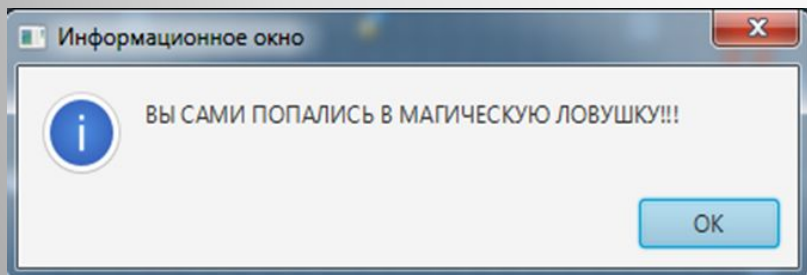 Информационное окно
ВЫ САМИ ПОПАЛИСЬ В МАГИЧЕСКУЮ ЛОВУШКУ!!!
OK